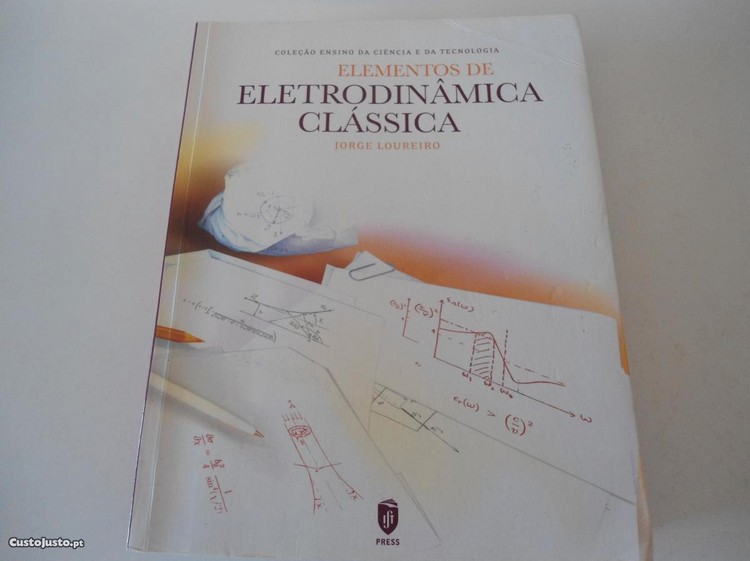 COLEÇÃO ENSINO DA CIÊNCIA E DA TECNOLOGIA
ELEMENTOS DE
ELETRODINÂMICA
CLÁSSICA
JORGE LOUREIRO
ω
PRESS
CustoJusto.pt